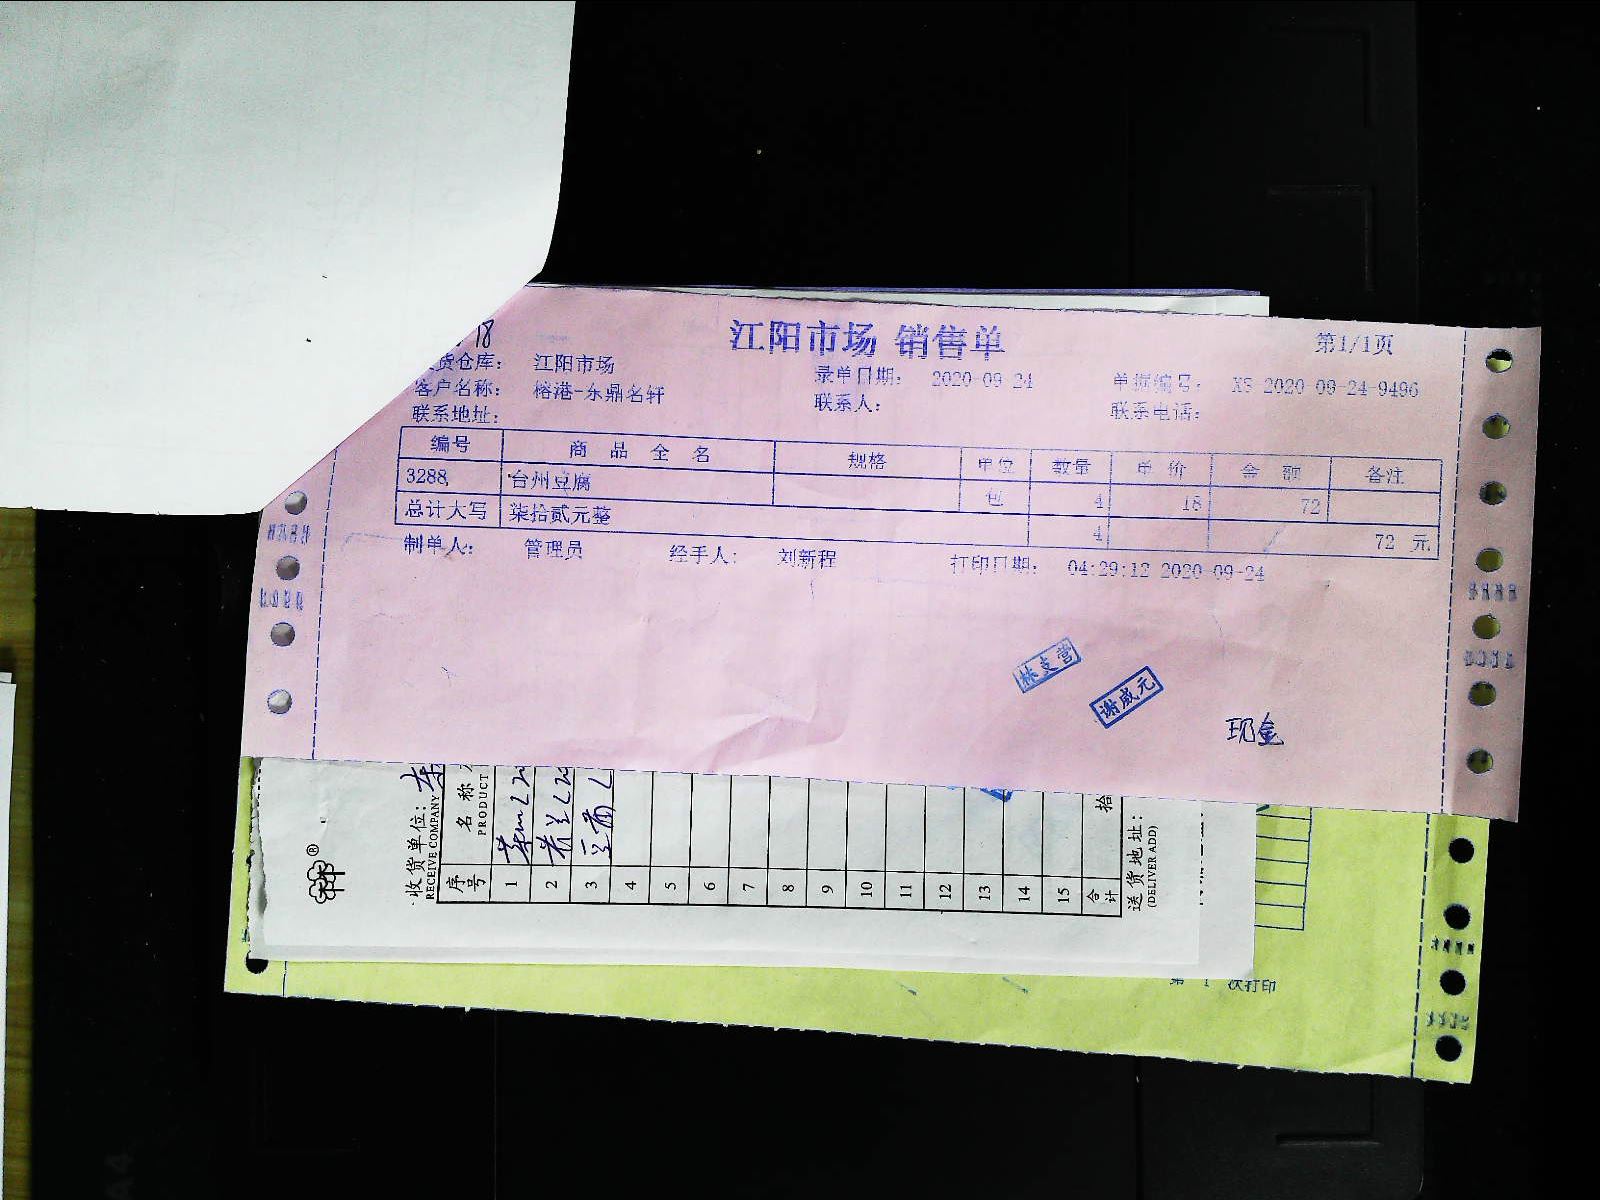 18
江阳市场 销售单
第1/1页
货仓库： 江阳市场
录单日期： 2020-09-24
单据编号： XS-2020-09-24-9496
客户名称： 榕港-东鼎名轩
联系人：
联系电话：
联系地址：
编号 商品全名 规格 单位 数量 单价 金额 备注
3288 台州豆腐 包 4 18 72
总计大写 柒拾贰元整 4 72 元
制单人： 管理员 经手人： 刘新程 打印日期： 04:29:12 2020-09-24
林支营
谢成元
现金
收货单位：
RECEIVE COMPANY
序号 名称
PRODUCT
1
2
3
4
5
6
7
8
9
10
11
12
13
14
15
合计 拾
送货地址：
(DELIVER ADD)
第 1 次打印